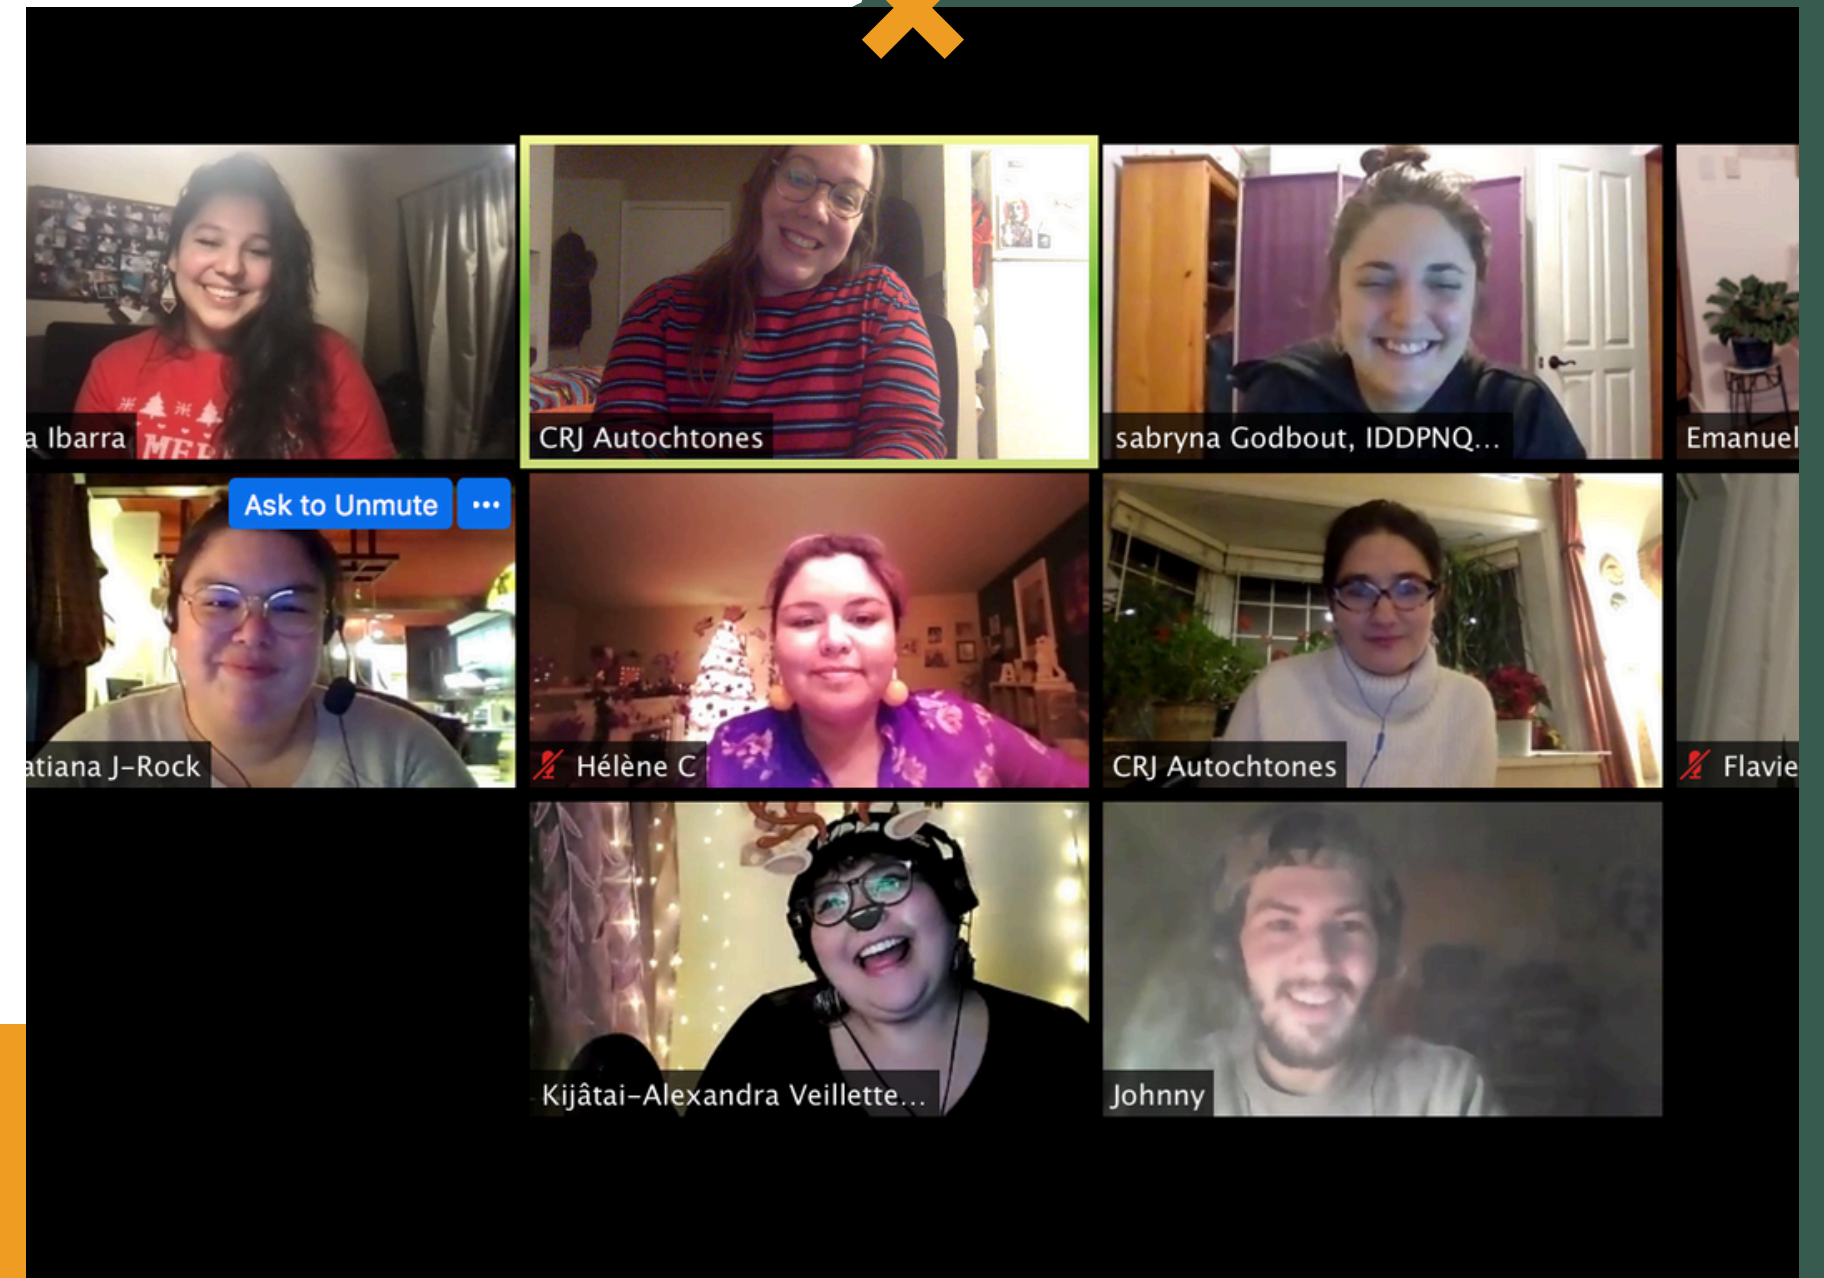 a Ibarra
CRJ Autochtones
sabryna Godbout, IDDPNQ...
Emanuel
MER
Ask to Unmute
...
atiana J-Rock
Hélène C
CRJ Autochtones
Flavie
Kijâtai-Alexandra Veillette...
Johnny